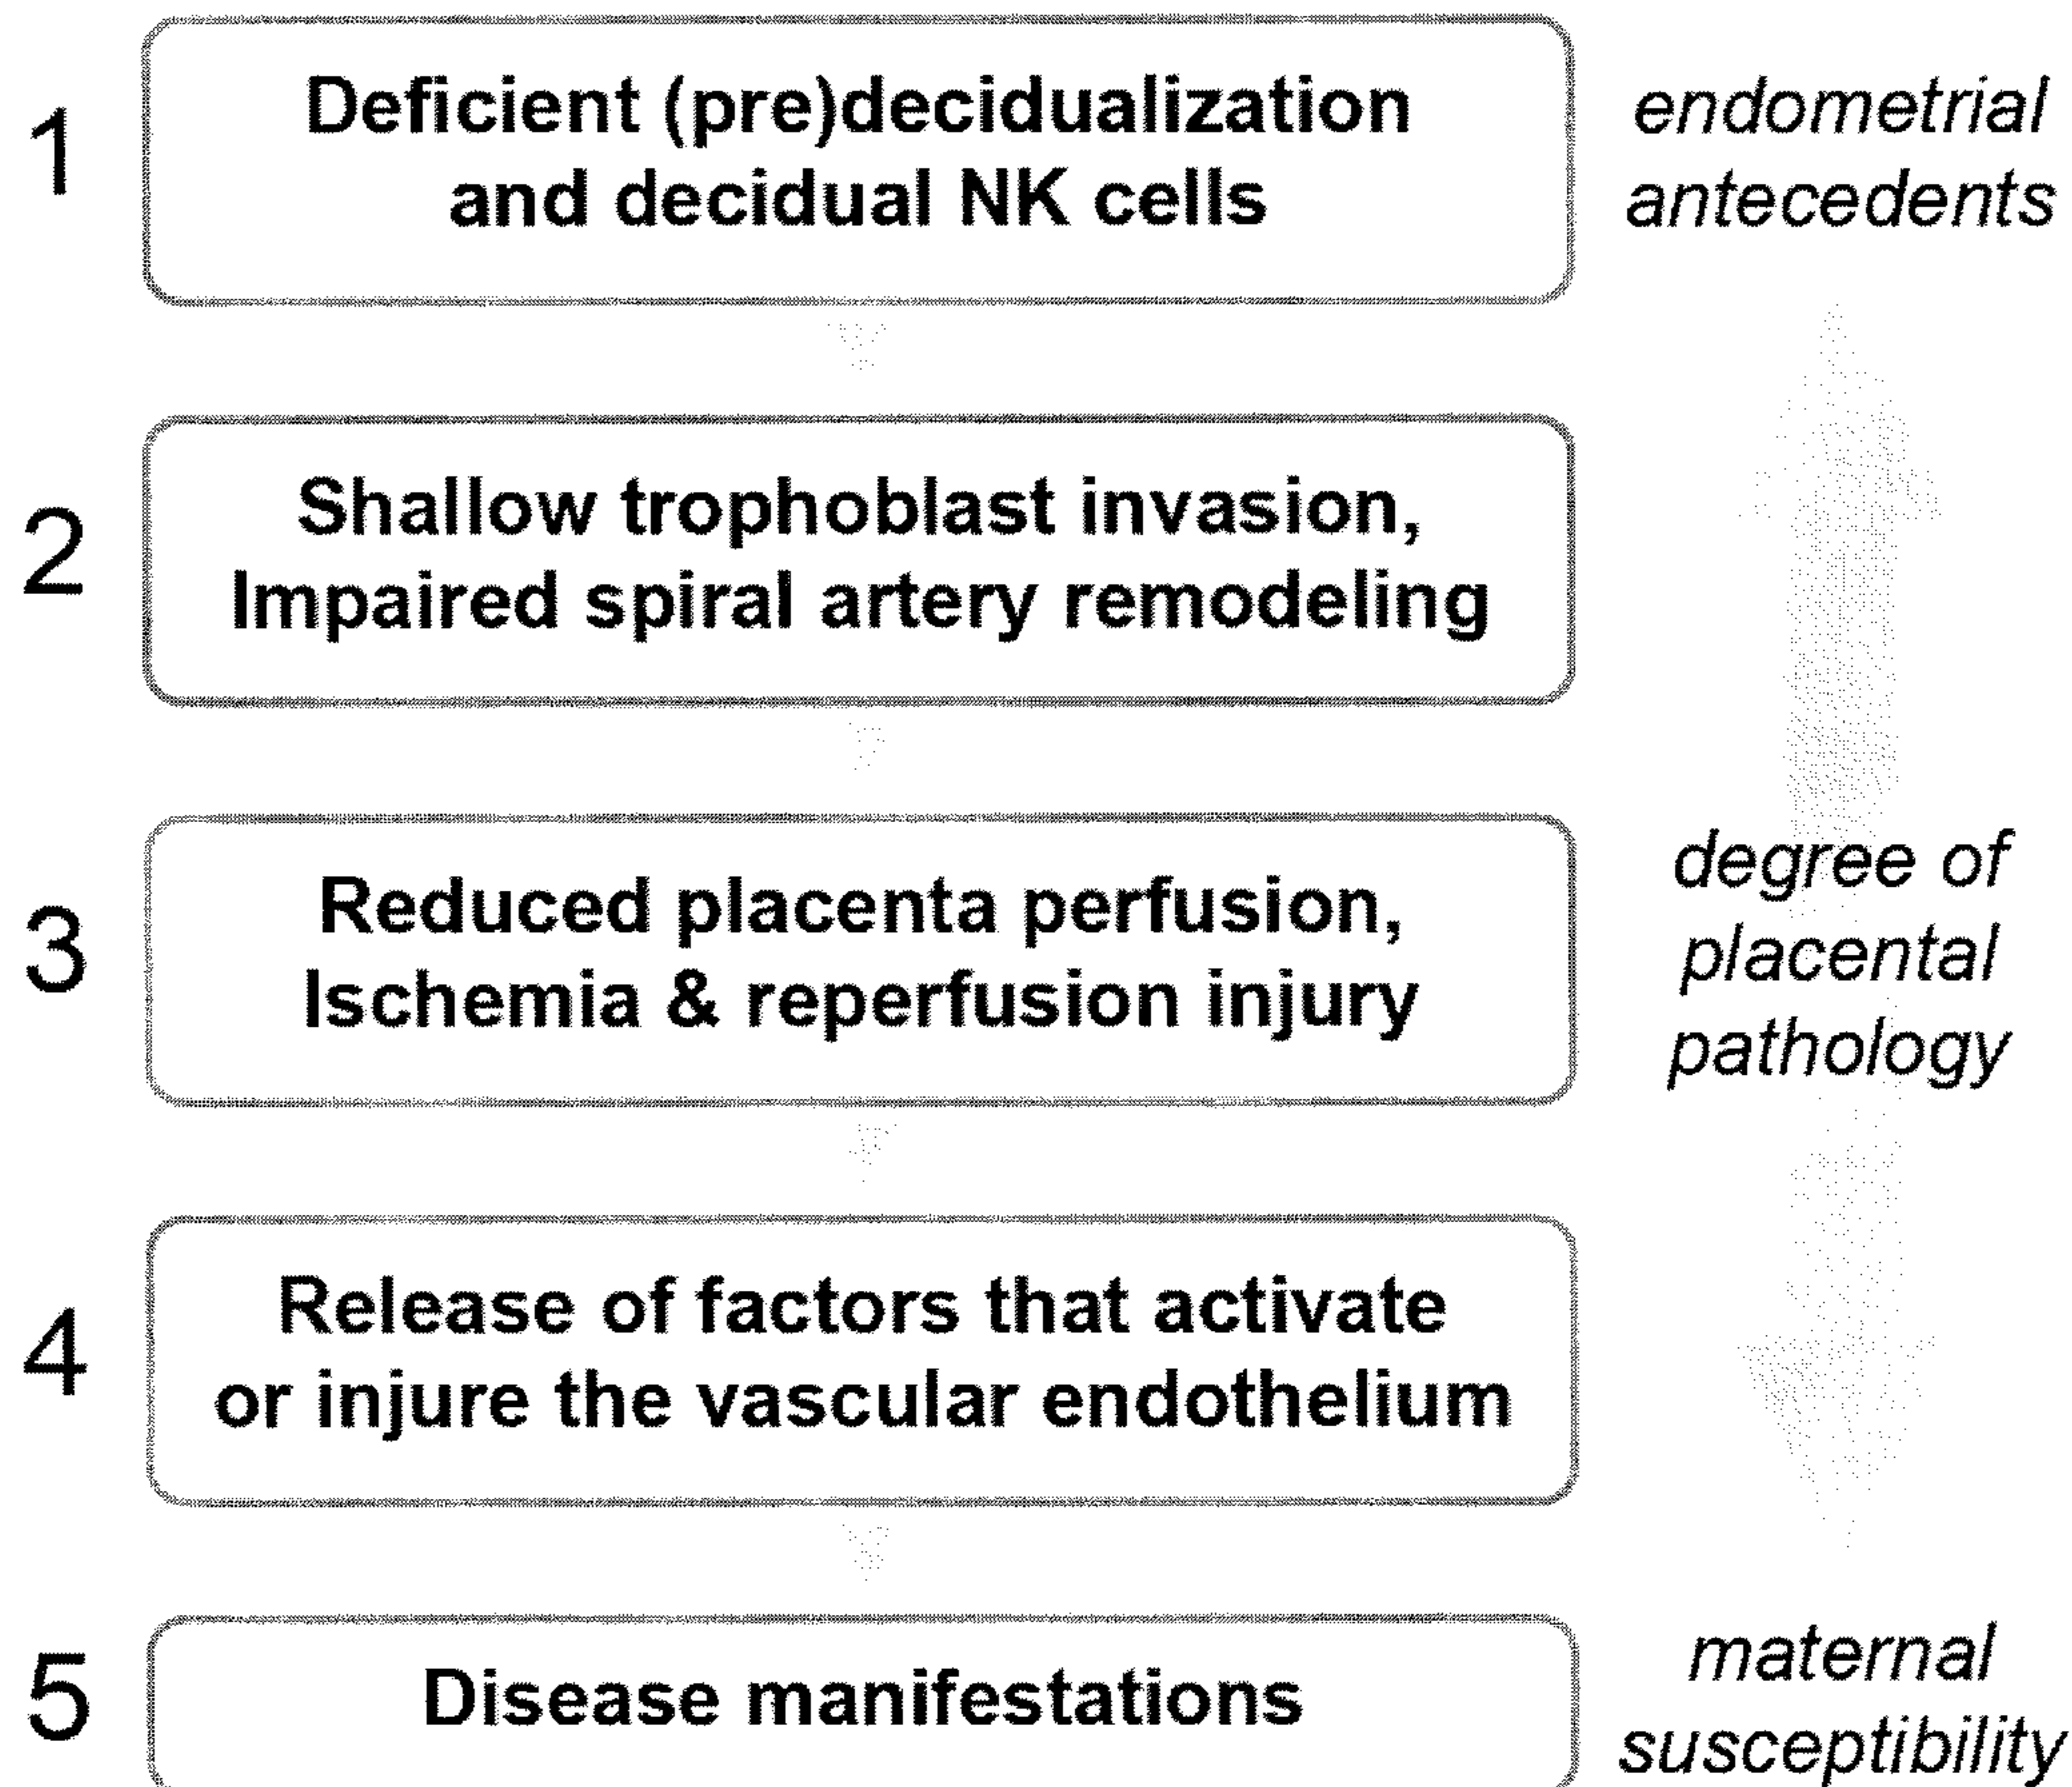 1
Deficient (pre)decidualization
and decidual NK cells
endometrial
antecedents
2
Shallow trophoblast invasion,
Impaired spiral artery remodeling
3
Reduced placenta perfusion,
Ischemia & reperfusion injury
degree of
placental
pathology
4
Release of factors that activate
or injure the vascular endothelium
5
Disease manifestations
maternal
susceptibility